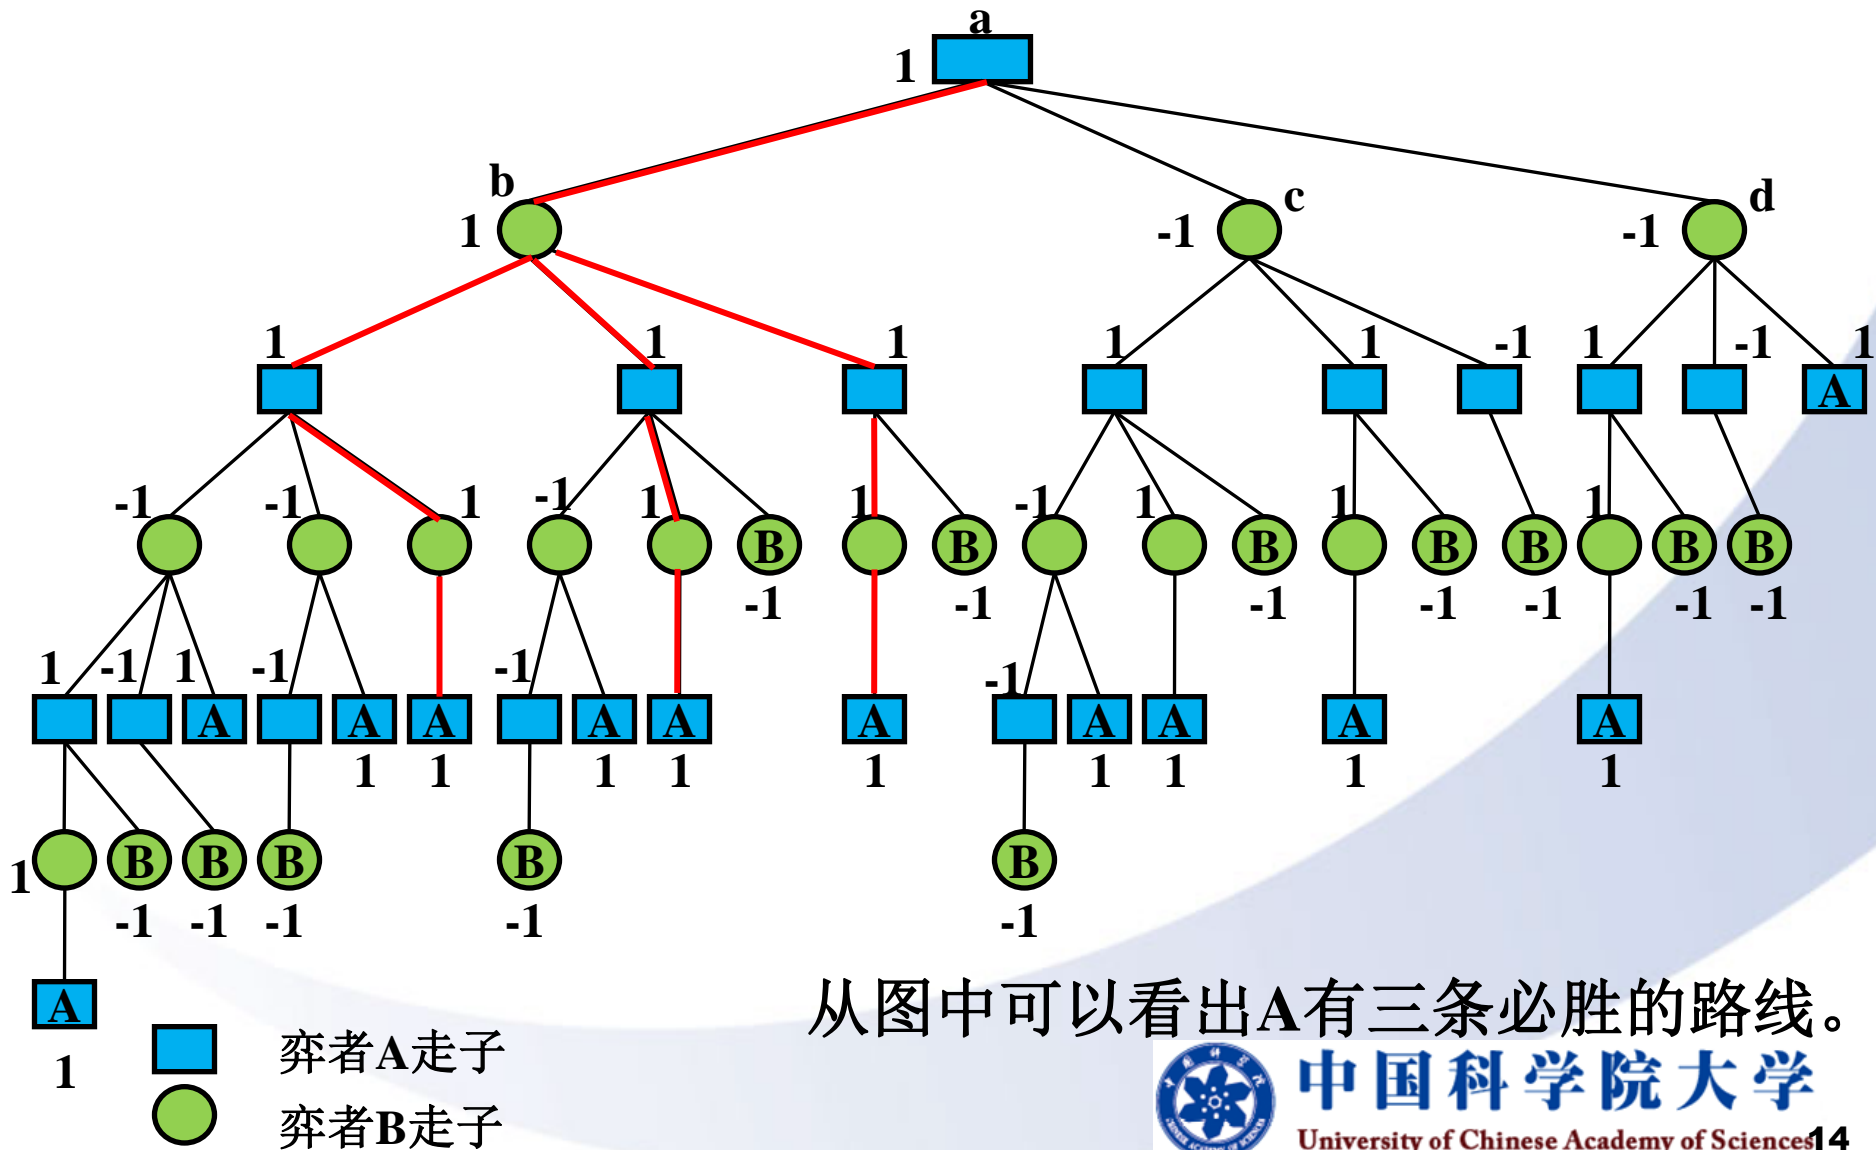 a
1
b
c
d
1
-1
-1
1 1 1 1 1 -1 1 -1 1
A
-1 -1 1 -1 1 1 -1 1 1 1
B B B B B B B
-1 -1 -1 -1 -1 -1 -1
1 -1 1 -1 -1 -1
A A A A A A A A A A
1 1 1 1 1 1 1 1 1
1
B B B B B
-1 -1 -1 -1 -1
A
1
从图中可以看出A有三条必胜的路线。
弈者A走子
弈者B走子
中国科学院大学
University of Chinese Academy of Sciences
14